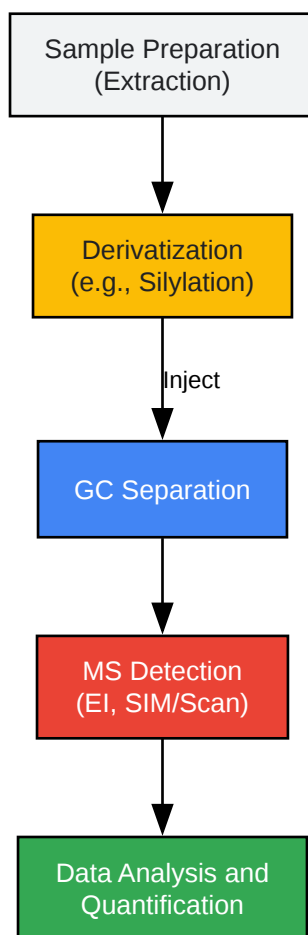 Sample Preparation
(Extraction)
Derivatization
(e.g., Silylation)
Inject
GC Separation
MS Detection
(EI, SIM/Scan)
Data Analysis and
Quantification